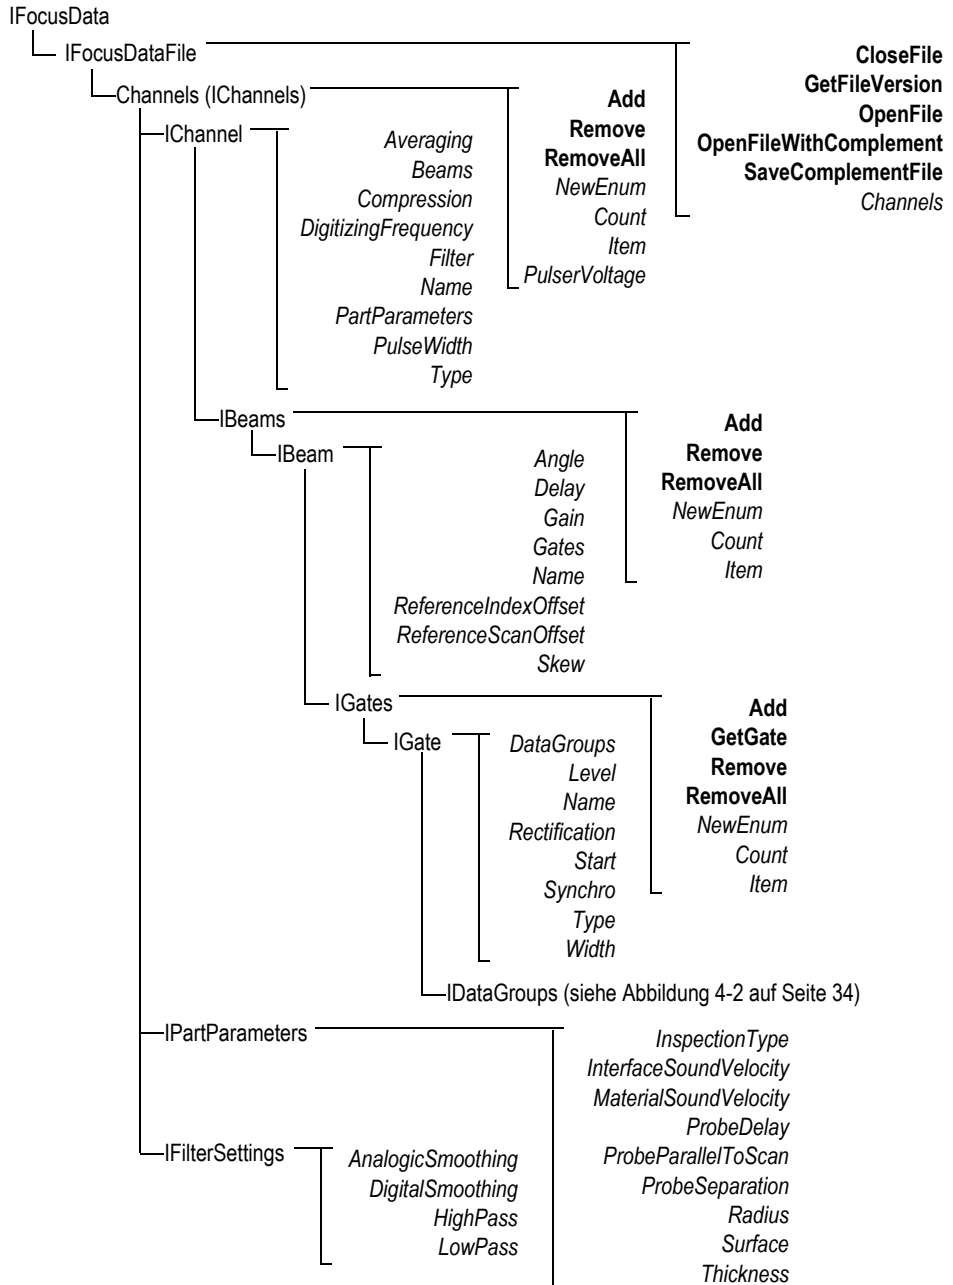 IFocusData
IFocusDataFile
CloseFile
GetFileVersion
OpenFile
OpenFileWithComplement
SaveComplementFile
Channels
Channels (IChannels)
Add
Remove
RemoveAll
NewEnum
Count
Item
PulserVoltage
IChannel
Averaging
Beams
Compression
DigitizingFrequency
Filter
Name
PartParameters
PulseWidth
Type
IBeams
Add
Remove
RemoveAll
NewEnum
Count
Item
IBeam
Angle
Delay
Gain
Gates
Name
ReferenceIndexOffset
ReferenceScanOffset
Skew
IGates
Add
GetGate
Remove
RemoveAll
NewEnum
Count
Item
IGate
DataGroups
Level
Name
Rectification
Start
Synchro
Type
Width
IDataGroups (siehe Abbildung 4-2 auf Seite 34)
IPartParameters
InspectionType
InterfaceSoundVelocity
MaterialSoundVelocity
ProbeDelay
ProbeParallelToScan
ProbeSeparation
Radius
Surface
Thickness
IFilterSettings
AnalogicSmoothing
DigitalSmoothing
HighPass
LowPass